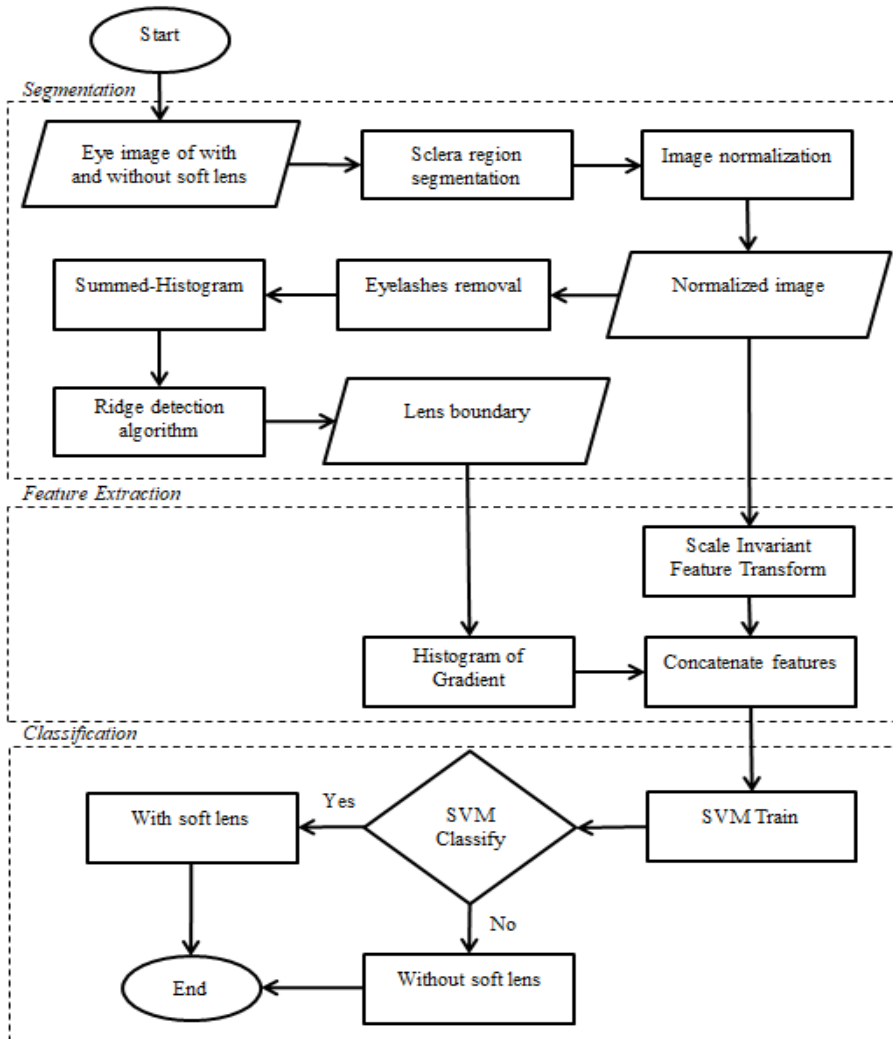 Start
Segmentation
Eye image of with
and without soft lens
Sclera region
segmentation
Image normalization
Summed-Histogram
Eyelashes removal
Normalized image
Ridge detection
algorithm
Lens boundary
Feature Extraction
Scale Invariant
Feature Transform
Histogram of
Gradient
Concatenate features
Classification
With soft lens
Yes
SVM
Classify
SVM Train
No
End
Without soft lens